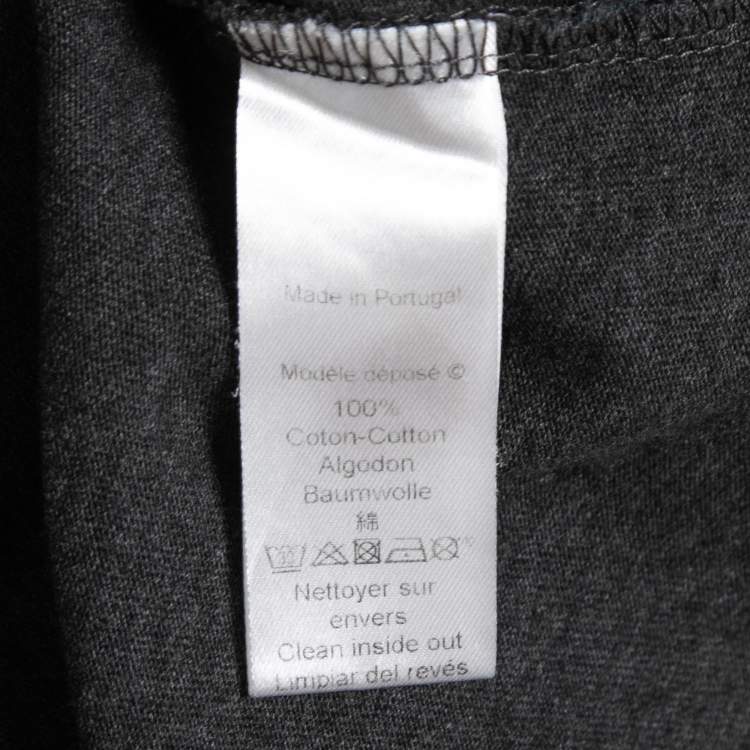 Made in Portugal
Modèle déposé ©
100%
Coton-Cotton
Algodon
Baumwolle
綿
Nettoyer sur
envers
Clean inside out
Limpiar del revés